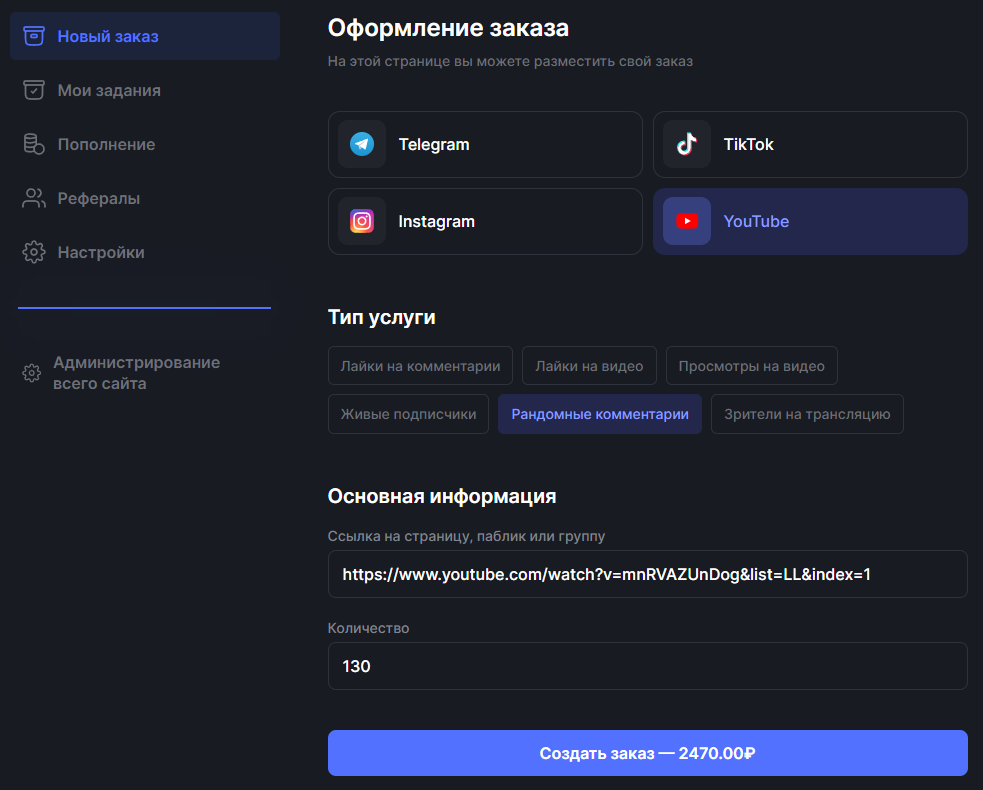 Новый заказ
Мои задания
Пополнение
Рефералы
Настройки
Администрирование
всего сайта
Оформление заказа
На этой странице вы можете разместить свой заказ
Telegram
TikTok
Instagram
YouTube
Тип услуги
Лайки на комментарии
Лайки на видео
Просмотры на видео
Живые подписчики
Рандомные комментарии
Зрители на трансляцию
Основная информация
Ссылка на страницу, паблик или группу
https://www.youtube.com/watch?v=mnRVAZUnDog&list=LL&index=1
Количество
130
Создать заказ — 2470.00₽